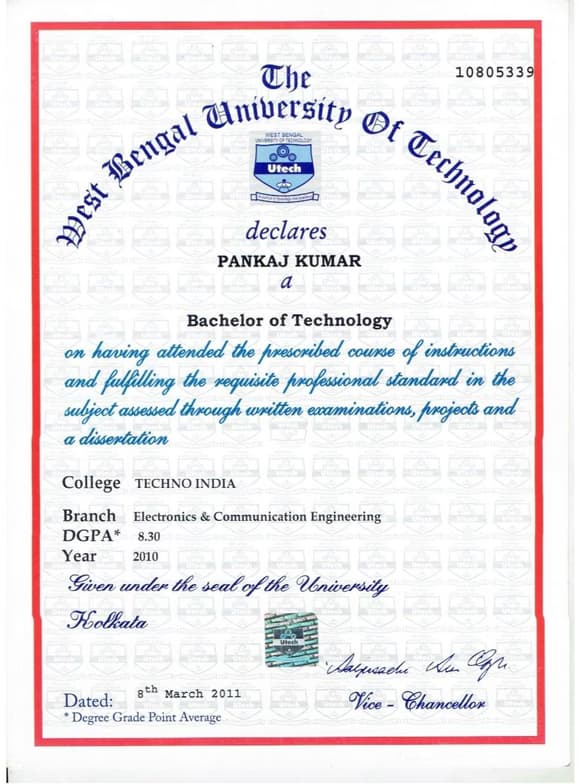 10805339
The
West Bengal University Of Technology
WEST BENGAL
UNIVERSITY OF TECHNOLOGY
Utech
declares
PANKAJ KUMAR
a
Bachelor of Technology
on having attended the prescribed course of instructions
and fulfilling the requisite professional standard in the
subject assessed through written examinations, projects and
a dissertation
College TECHNO INDIA
Branch Electronics & Communication Engineering
DGPA* 8.30
Year 2010
Given under the seal of the University
Kolkata
Utech
Dated: 8th March 2011
Vice - Chancellor
* Degree Grade Point Average